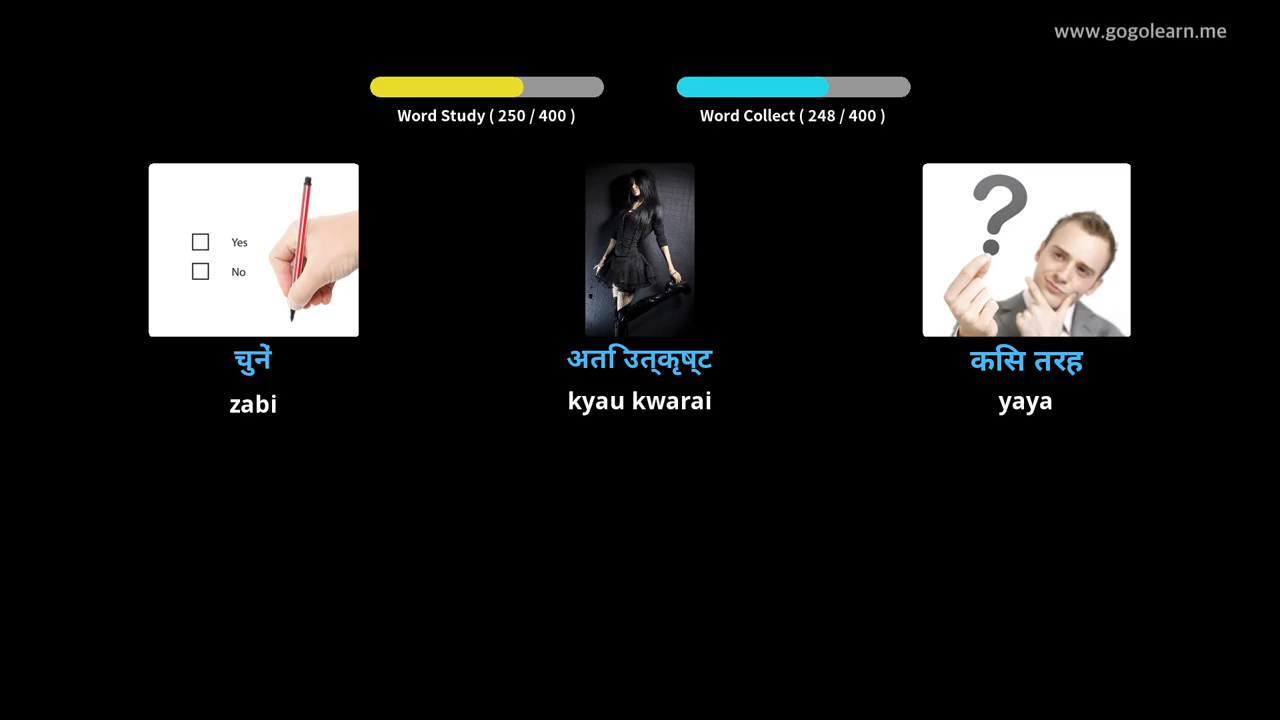 www.gogolearn.me
Word Study ( 250 / 400 )
Word Collect ( 248 / 400 )
Yes
No
चुनें
अति उत्कृष्ट
किस तरह
zabi
kyau kwarai
yaya